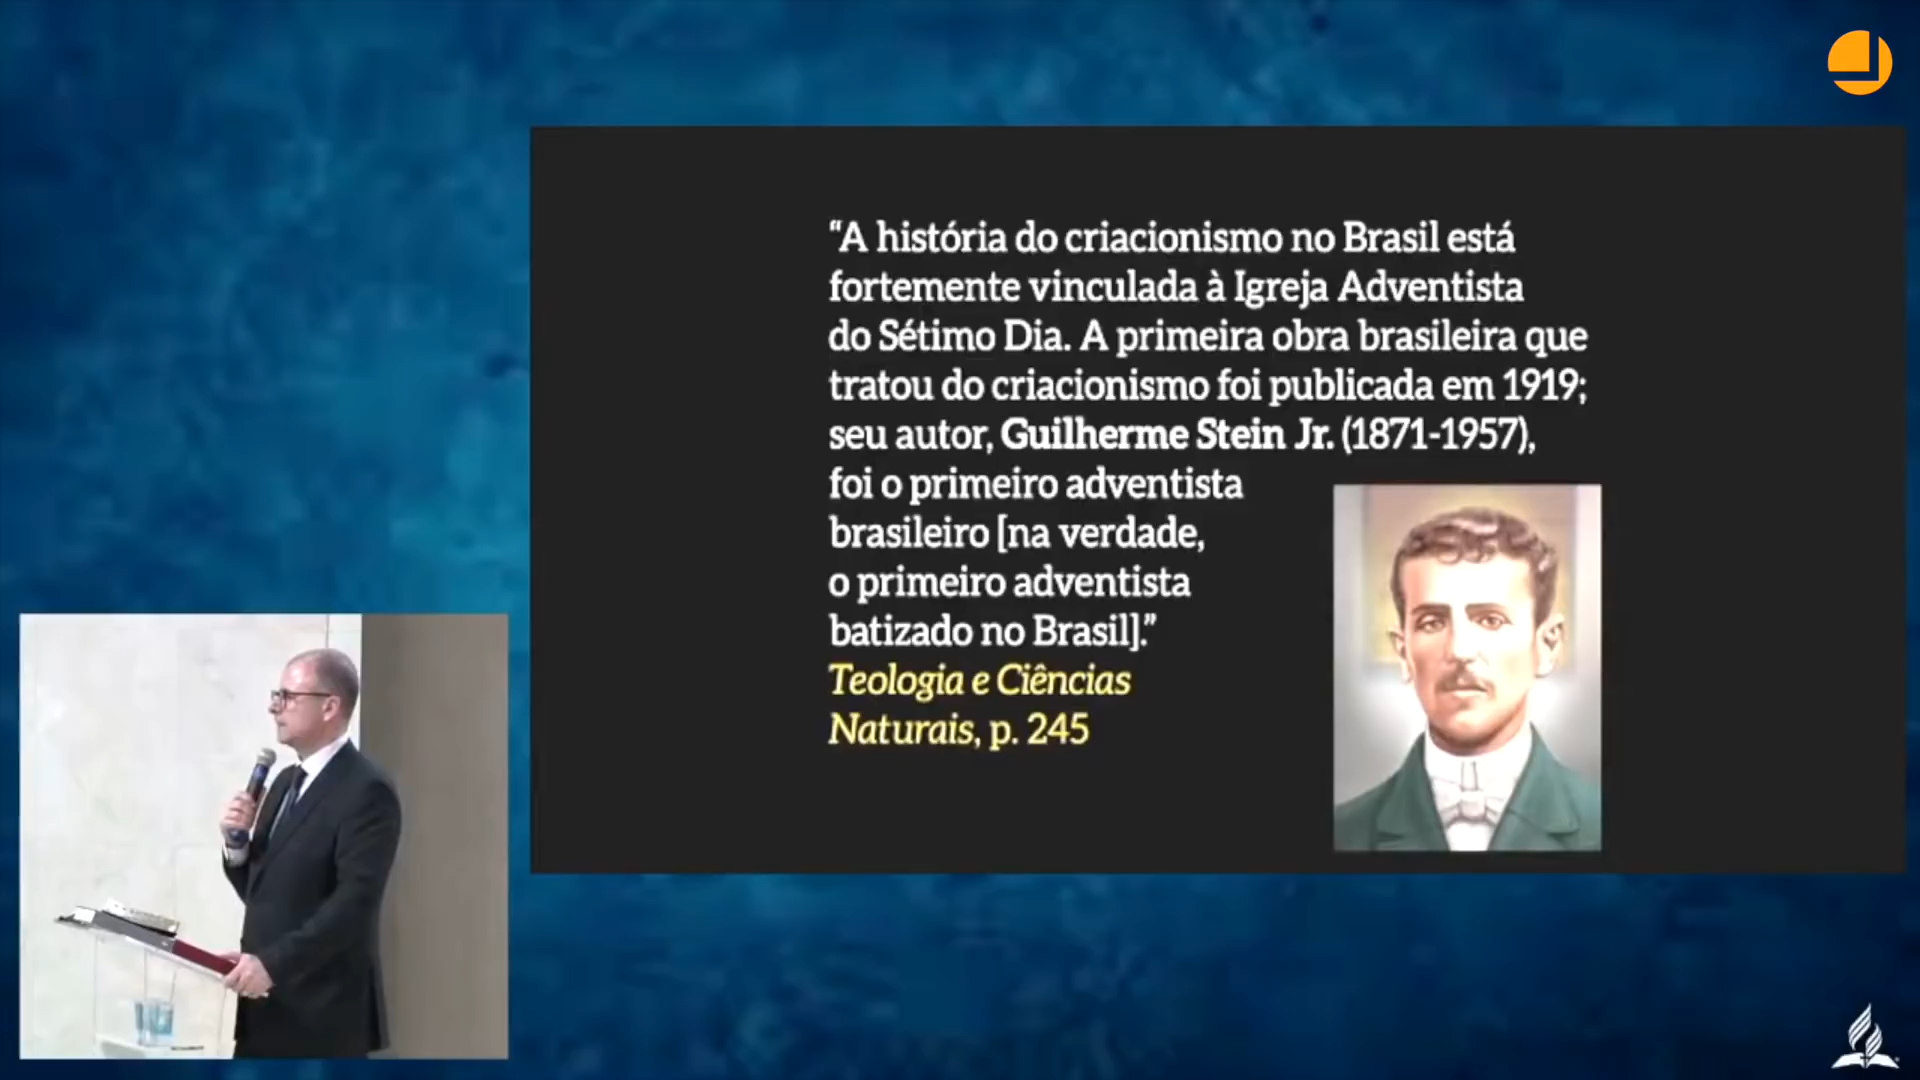 “A história do criacionismo no Brasil está
fortemente vinculada à Igreja Adventista
do Sétimo Dia. A primeira obra brasileira que
tratou do criacionismo foi publicada em 1919;
seu autor, Guilherme Stein Jr. (1871-1957),
foi o primeiro adventista
brasileiro [na verdade,
o primeiro adventista
batizado no Brasil].”
Teologia e Ciências
Naturais, p. 245